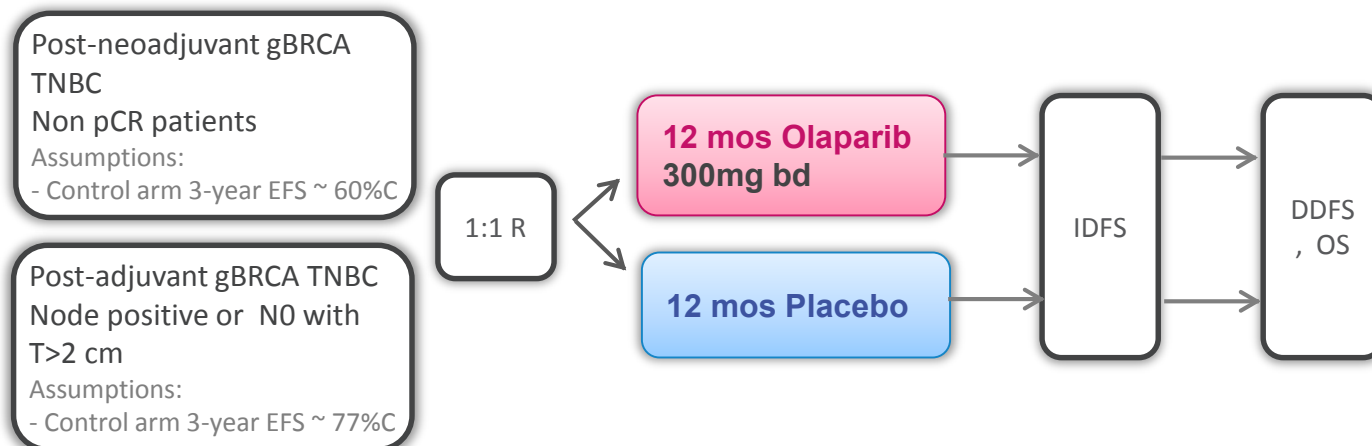 Post-neoadjuvant gBRCA
TNBC
Non pCR patients
Assumptions:
- Control arm 3-year EFS ~ 60%C
Post-adjuvant gBRCA TNBC
Node positive or N0 with
T>2 cm
Assumptions:
- Control arm 3-year EFS ~ 77%C
1:1 R
12 mos Olaparib
300mg bd
12 mos Placebo
IDFS
DDFS
, OS